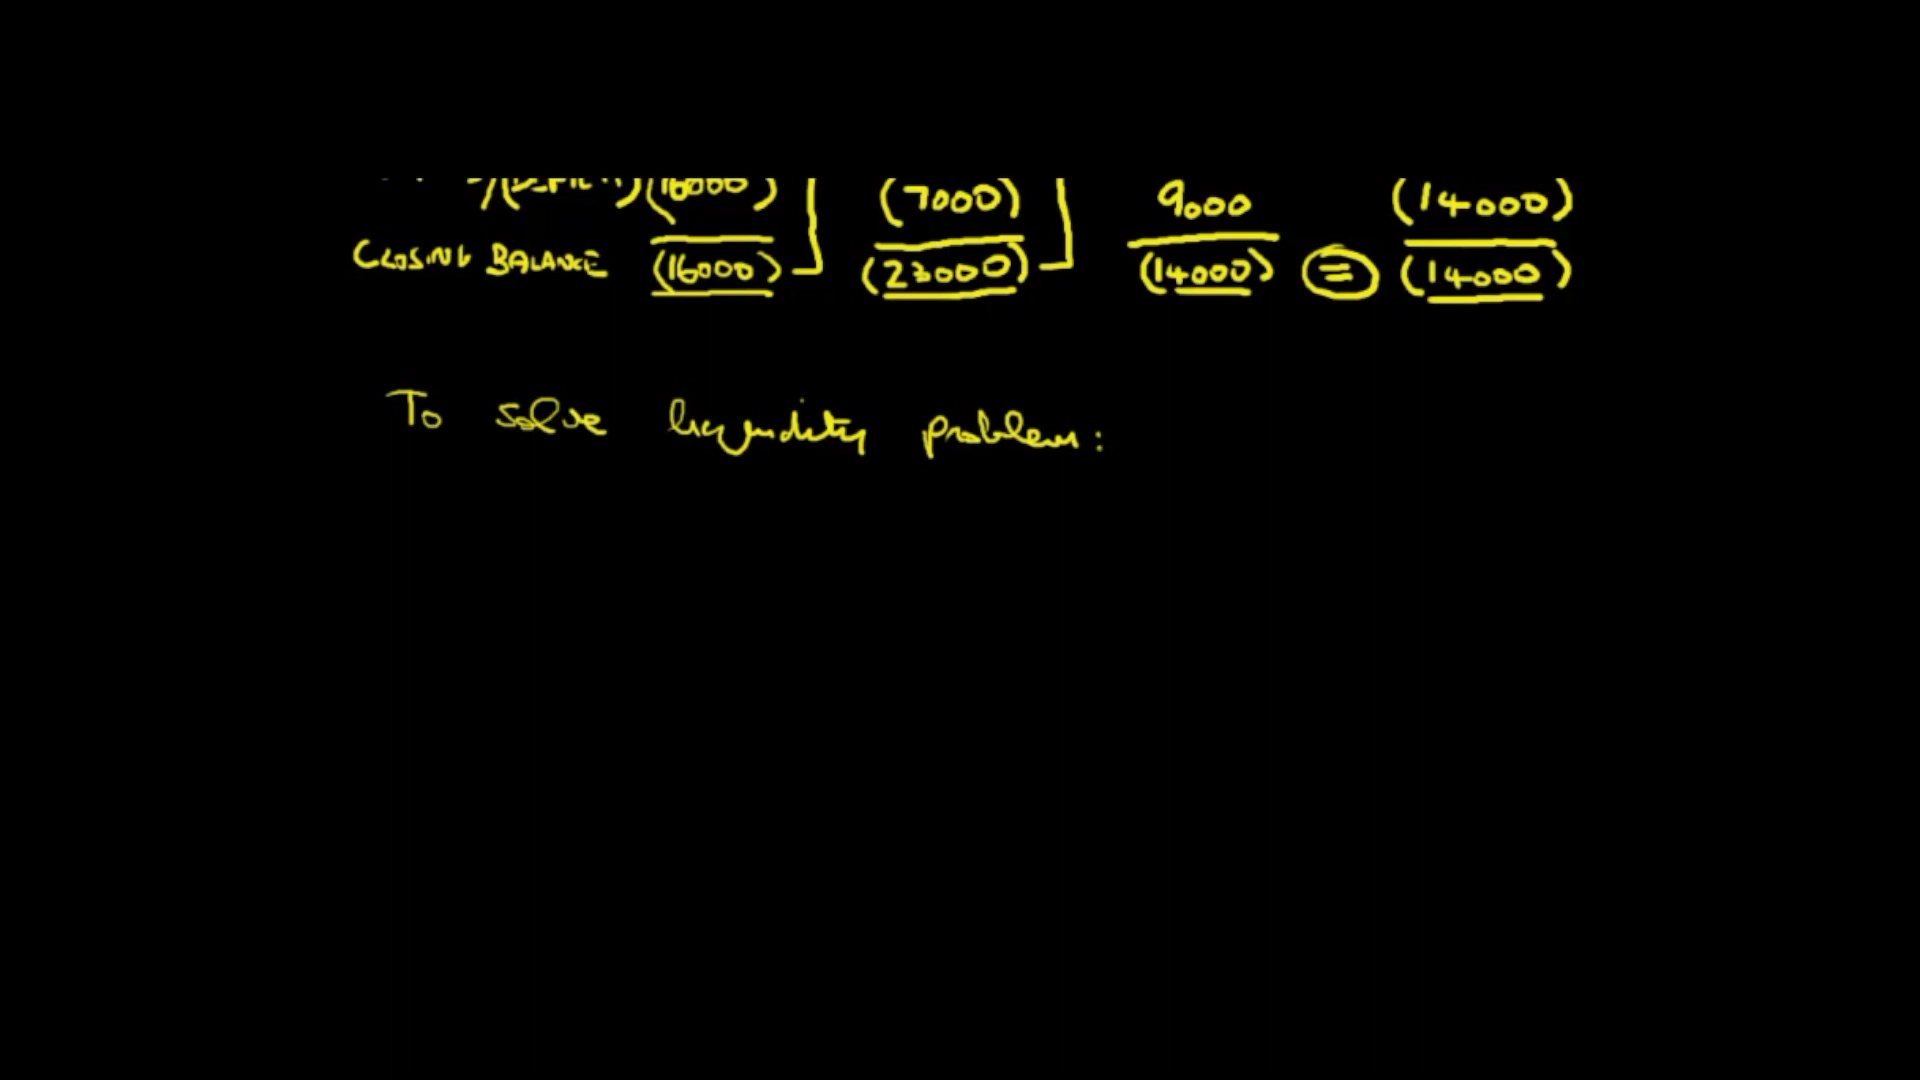 (16000) (7000) 9000 (14000)
CLOSING BALANCE (16000) (23000) (14000) = (14000)
To solve liquidity problem: